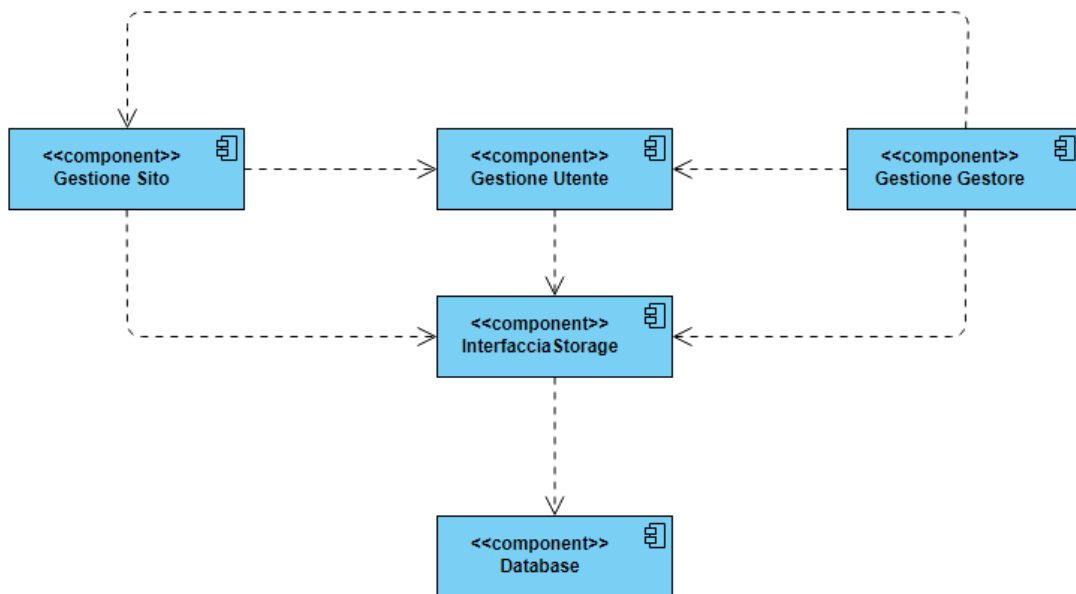 <<component>>
Gestione Sito
<<component>>
Gestione Utente
<<component>>
Gestione Gestore
<<component>>
InterfacciaStorage
<<component>>
Database